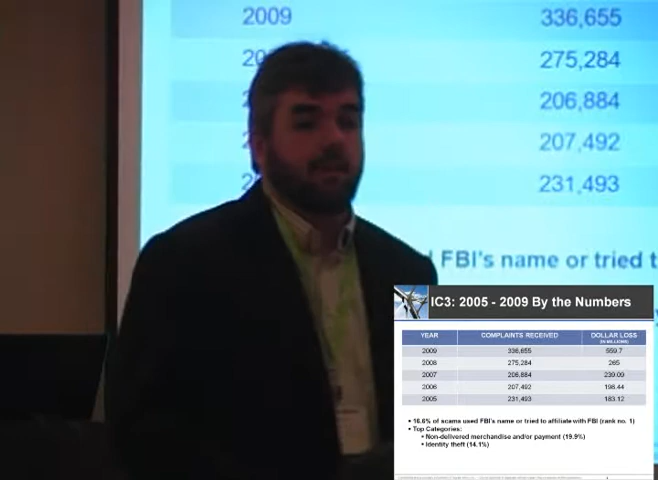 2009 336,655
275,284
206,884
207,492
231,493
FBI's name or tried t
IC3: 2005 - 2009 By the Numbers
YEAR COMPLAINTS RECEIVED DOLLAR LOSS
(IN MILLIONS)
2009 336,655 559.7
2008 275,284 265
2007 206,884 239.09
2006 207,492 198.44
2005 231,493 183.12
▪ 16.6% of scams used FBI's name or tried to affiliate with FBI (rank no. 1)
▪ Top Categories:
▪ Non-delivered merchandise and/or payment (19.9%)
▪ Identity theft (14.1%)